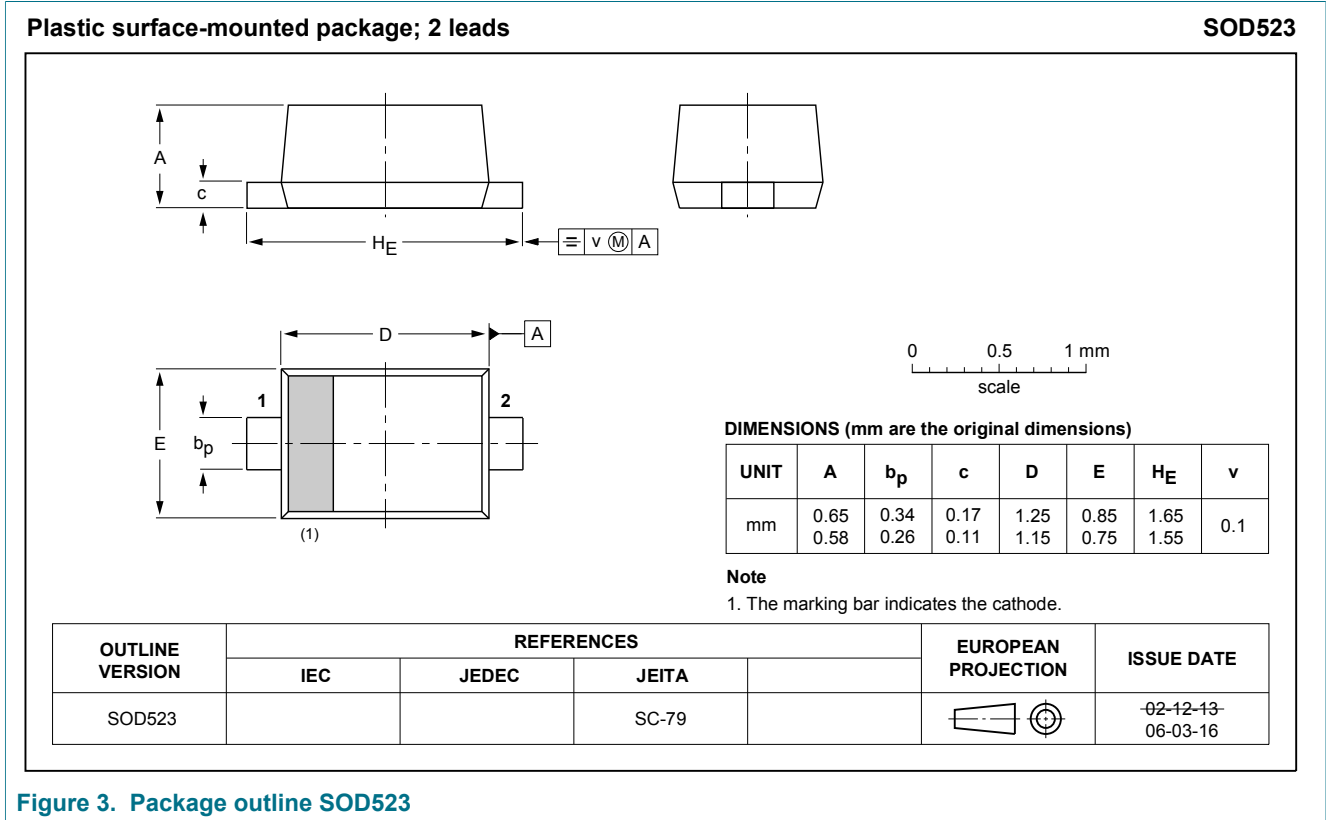 Plastic surface-mounted package; 2 leads SOD523
A
c
HE
= v M A
D A
1 2
E bp
(1)
0 0.5 1 mm
scale
DIMENSIONS (mm are the original dimensions)
UNIT A bp c D E HE v
mm 0.65 0.58 0.34 0.26 0.17 0.11 1.25 1.15 0.85 0.75 1.65 1.55 0.1
Note
1. The marking bar indicates the cathode.
OUTLINE VERSION REFERENCES EUROPEAN PROJECTION ISSUE DATE
IEC JEDEC JEITA
SOD523 SC-79 02-12-13
06-03-16
Figure 3. Package outline SOD523